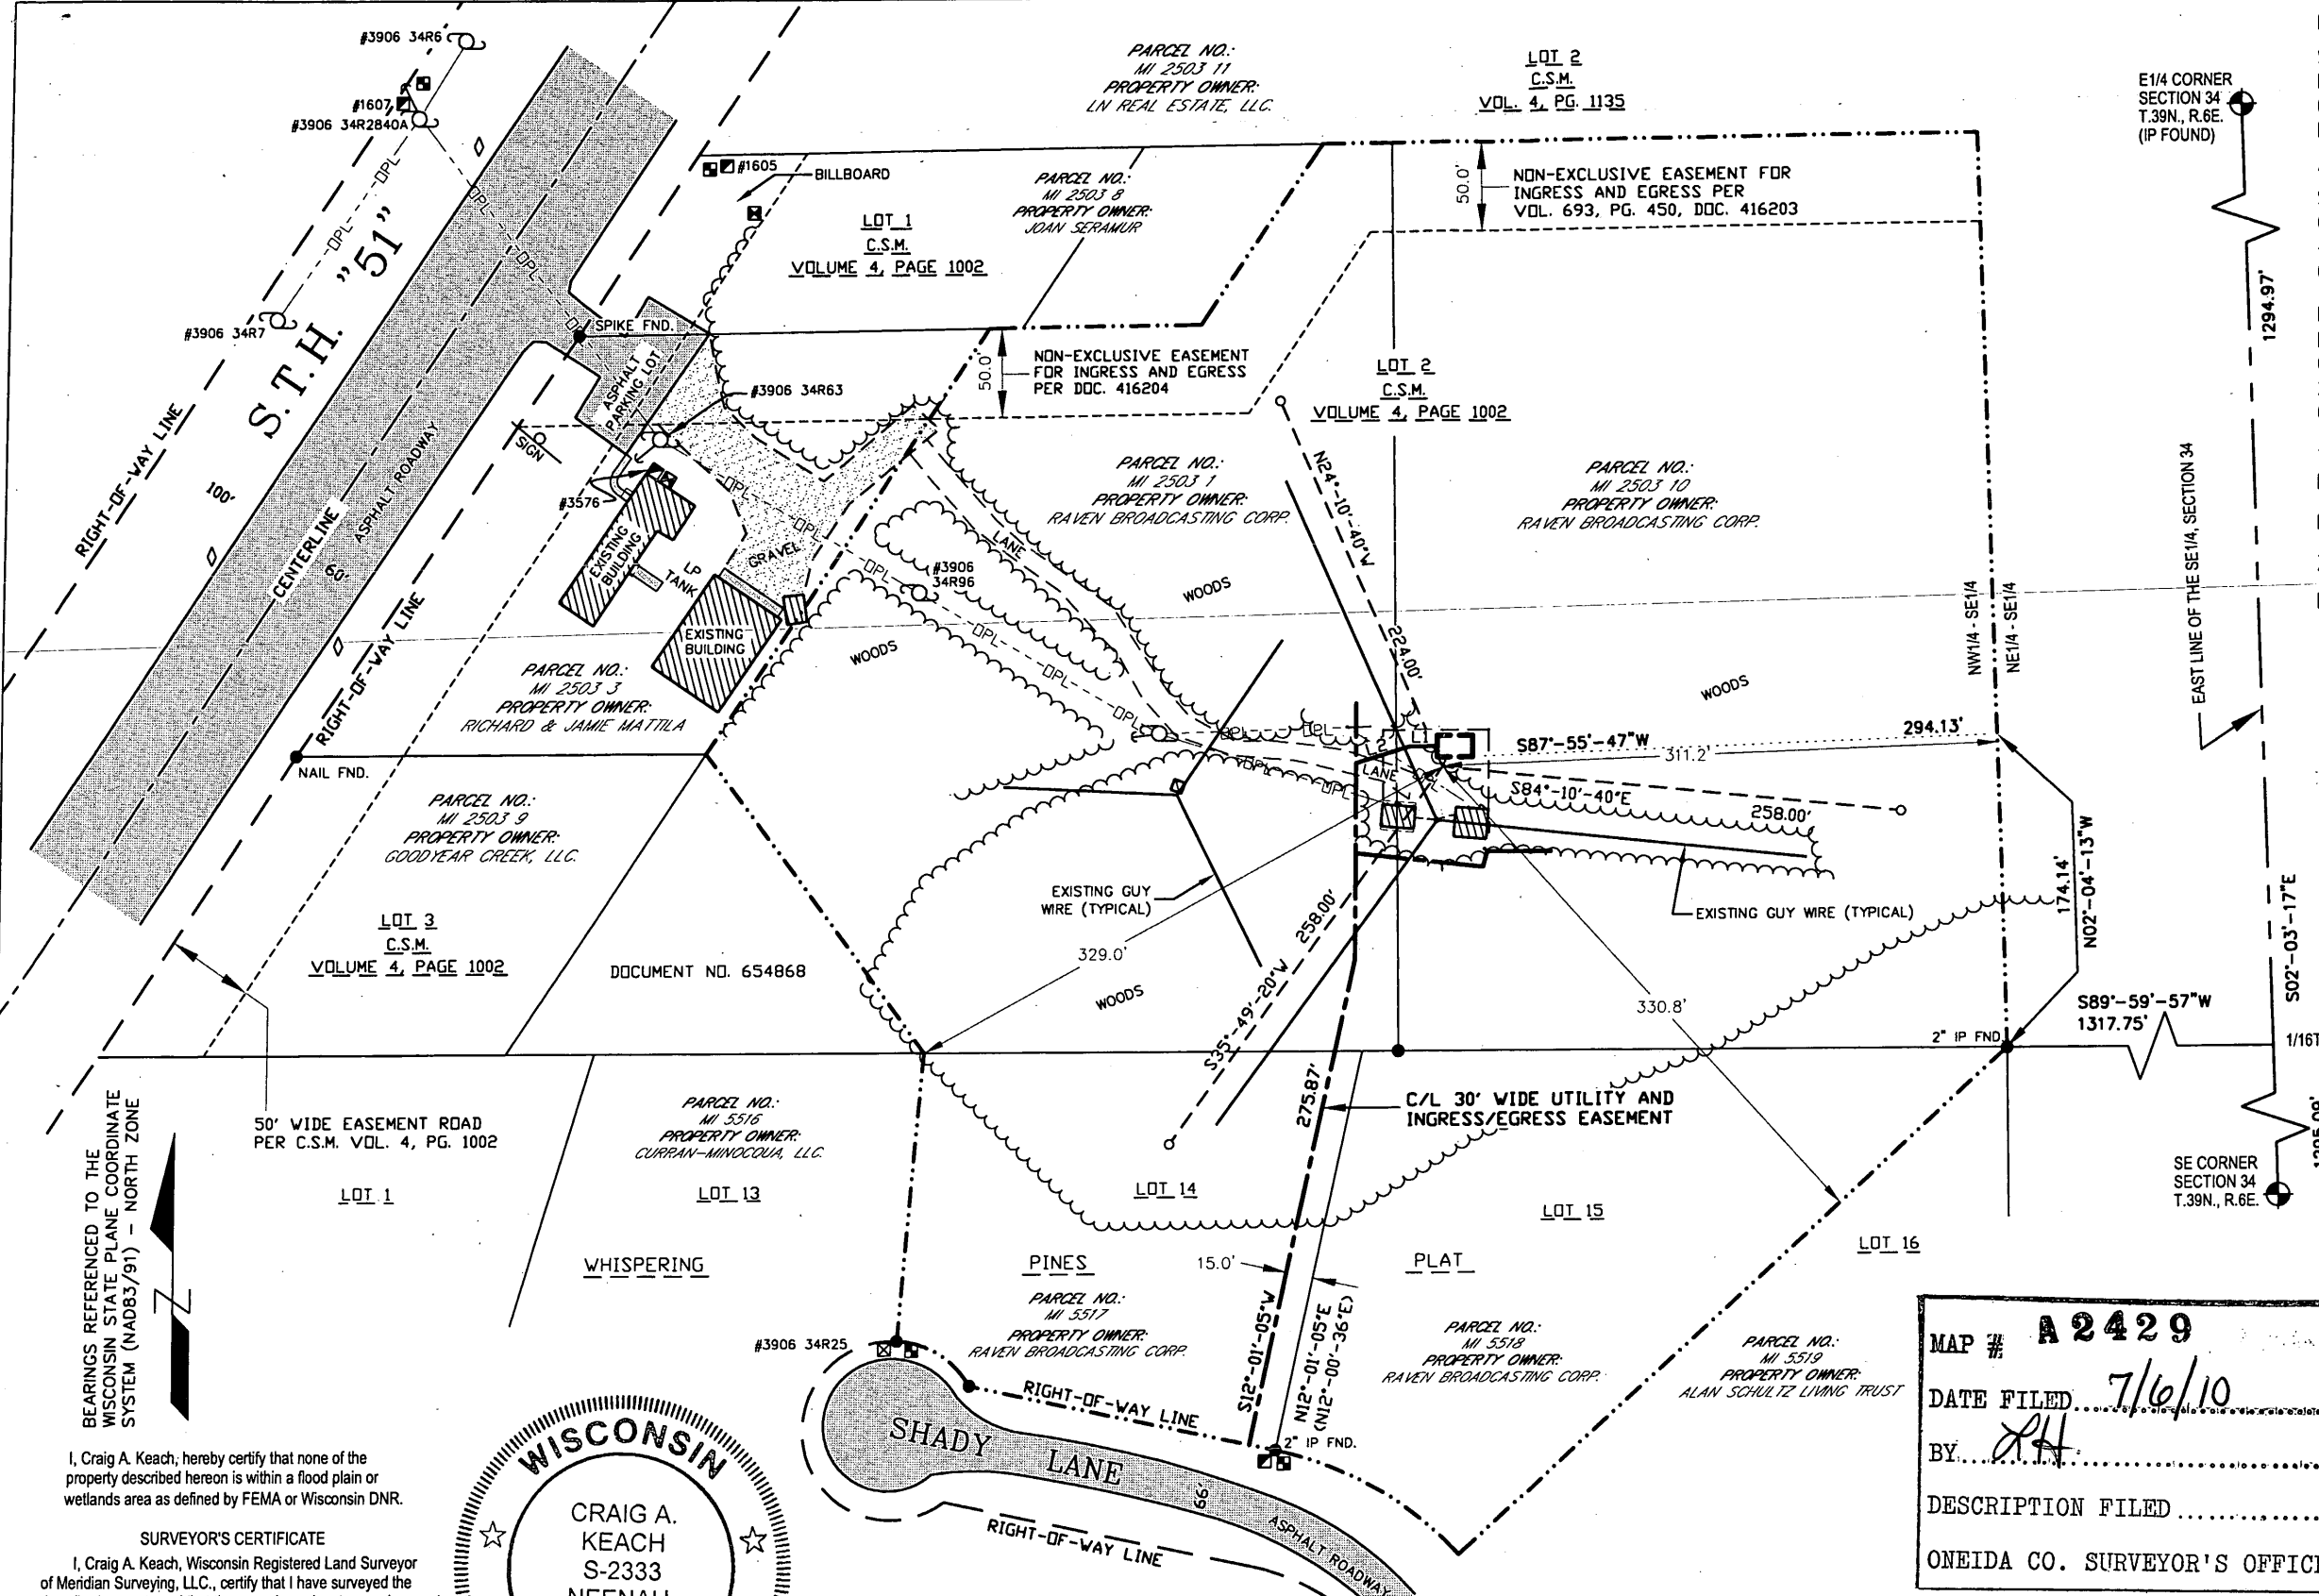 #3906 34R6
#1607
#3906 34R2840A
OPL
OPL
OPL
OPL
#3906 34R7
S.T.H. "51"
RIGHT-OF-WAY LINE
100'
CENTERLINE
ASPHALT ROADWAY
60'
RIGHT-OF-WAY LINE
#1605
BILLBOARD
LOT 1
C.S.M.
VOLUME 4, PAGE 1002
PARCEL NO.:
MI 2503 8
PROPERTY OWNER:
JOAN SERAMUR
PARCEL NO.:
MI 2503 11
PROPERTY OWNER:
LN REAL ESTATE, LLC.
LOT 2
C.S.M.
VOL. 4, PG. 1135
50.0'
NON-EXCLUSIVE EASEMENT FOR
INGRESS AND EGRESS PER
VOL. 693, PG. 450, DOC. 416203
E1/4 CORNER
SECTION 34
T.39N., R.6E.
(IP FOUND)
1294.97'
EAST LINE OF THE SE1/4, SECTION 34
SPIKE FND.
ASPHALT
PARKING LOT
SIGN
#3906 34R63
50.0'
NON-EXCLUSIVE EASEMENT
FOR INGRESS AND EGRESS
PER DOC. 416204
LOT 2
C.S.M.
VOLUME 4, PAGE 1002
#3576
EXISTING
BUILDING
LP
TANK
GRAVEL
OPL
OPL
OPL
LANE
#3906
34R96
EXISTING
BUILDING
PARCEL NO.:
MI 2503 1
PROPERTY OWNER:
RAVEN BROADCASTING CORP.
PARCEL NO.:
MI 2503 10
PROPERTY OWNER:
RAVEN BROADCASTING CORP.
N24°-10'-40"W
224.00'
WOODS
WOODS
WOODS
NW1/4 - SE1/4
NE1/4 - SE1/4
PARCEL NO.:
MI 2503 3
PROPERTY OWNER:
RICHARD & JAMIE MATTILA
NAIL FND.
OPL
OPL
OPL
OPL
OPL
OPL
OPL
L2
L1
LANE
S87°-55'-47"W
294.13'
311.2'
S84°-10'-40"E
258.00'
174.14'
N02°-04'-13"W
S02°-03'-17"E
PARCEL NO.:
MI 2503 9
PROPERTY OWNER:
GOODYEAR CREEK, LLC.
LOT 3
C.S.M.
VOLUME 4, PAGE 1002
DOCUMENT NO. 654868
EXISTING GUY
WIRE (TYPICAL)
EXISTING GUY WIRE (TYPICAL)
329.0'
WOODS
258.00'
S35°-49'-20"W
330.8'
S89°-59'-57"W
1317.75'
2" IP FND.
1/16T
275.87'
C/L 30' WIDE UTILITY AND
INGRESS/EGRESS EASEMENT
SE CORNER
SECTION 34
T.39N., R.6E.
BEARINGS REFERENCED TO THE
WISCONSIN STATE PLANE COORDINATE
SYSTEM (NAD83/91) - NORTH ZONE
50' WIDE EASEMENT ROAD
PER C.S.M. VOL. 4, PG. 1002
LOT 1
PARCEL NO.:
MI 5516
PROPERTY OWNER:
CURRAN-MINOCQUA, LLC.
LOT 13
LOT 14
LOT 15
LOT 16
WHISPERING PINES PLAT
15.0'
PARCEL NO.:
MI 5517
PROPERTY OWNER:
RAVEN BROADCASTING CORP.
S12°-01'-05"W
N12°-01'-05"E
(N12°-00'-36"E)
PARCEL NO.:
MI 5518
PROPERTY OWNER:
RAVEN BROADCASTING CORP.
PARCEL NO.:
MI 5519
PROPERTY OWNER:
ALAN SCHULTZ LIVING TRUST
#3906 34R25
RIGHT-OF-WAY LINE
2" IP FND.
SHADY LANE
66'
ASPHALT ROADWAY
RIGHT-OF-WAY LINE
I, Craig A. Keach, hereby certify that none of the
property described hereon is within a flood plain or
wetlands area as defined by FEMA or Wisconsin DNR.
SURVEYOR'S CERTIFICATE
I, Craig A. Keach, Wisconsin Registered Land Surveyor
of Meridian Surveying, LLC., certify that I have surveyed the
WISCONSIN
CRAIG A.
KEACH
S-2333
NEENAH
MAP # A2429
DATE FILED 7/6/10
BY
DESCRIPTION FILED
ONEIDA CO. SURVEYOR'S OFFICE